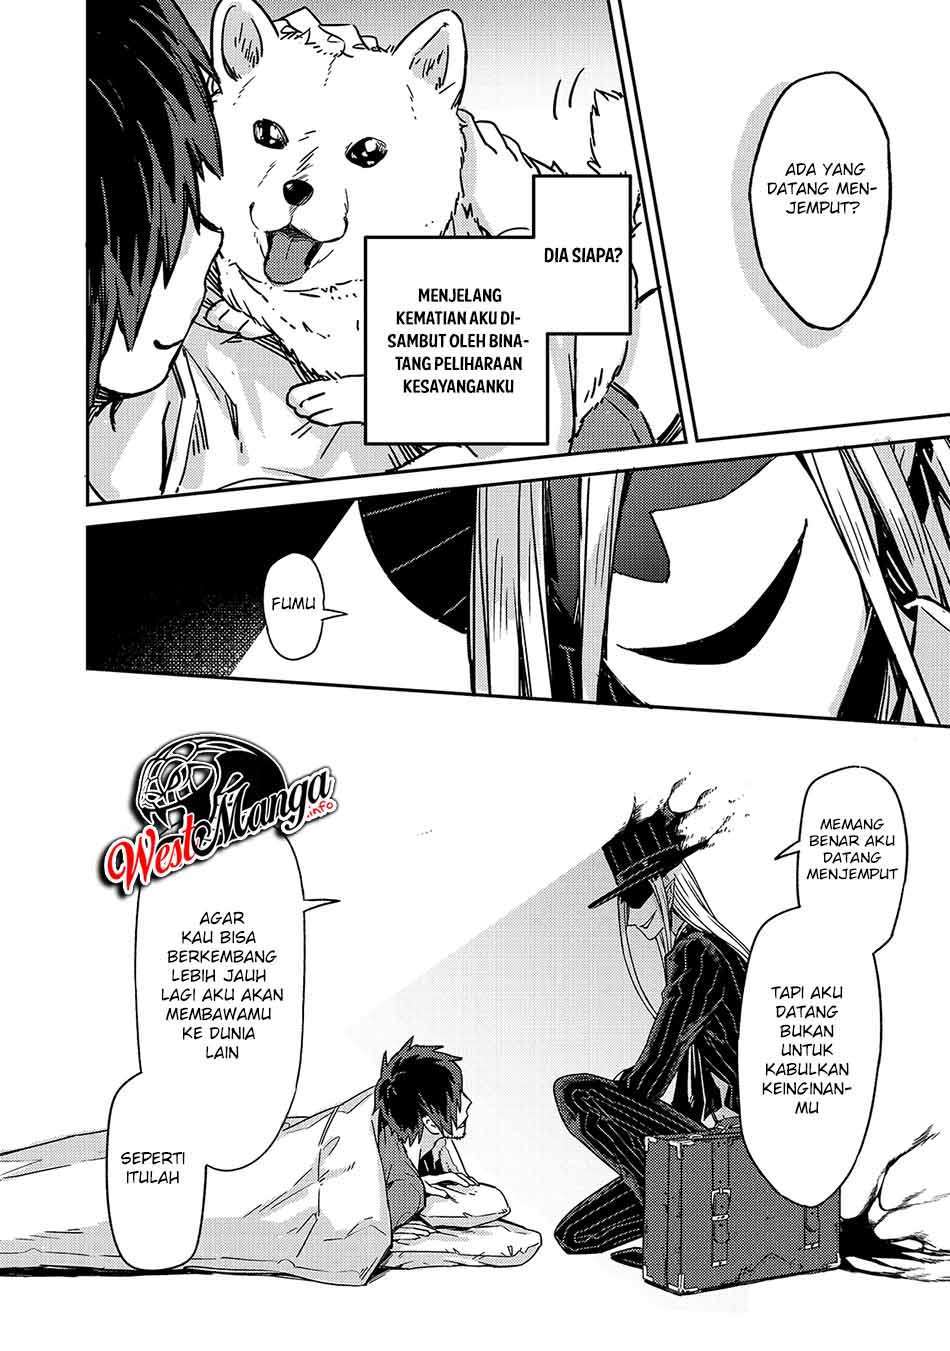 ADA YANG
DATANG MEN-
JEMPUT?
DIA SIAPA?
MENJELANG
KEMATIAN AKU DI-
SAMBUT OLEH BINA-
TANG PELIHARAAN
KESAYANGANKU
FUMU
MEMANG
BENAR AKU
DATANG
MENJEMPUT
TAPI AKU
DATANG
BUKAN
UNTUK
KABULKAN
KEINGINAN-
MU
WestManga
.info
AGAR
KAU BISA
BERKEMBANG
LEBIH JAUH
LAGI AKU AKAN
MEMBAWAMU
KE DUNIA
LAIN
SEPERTI
ITULAH